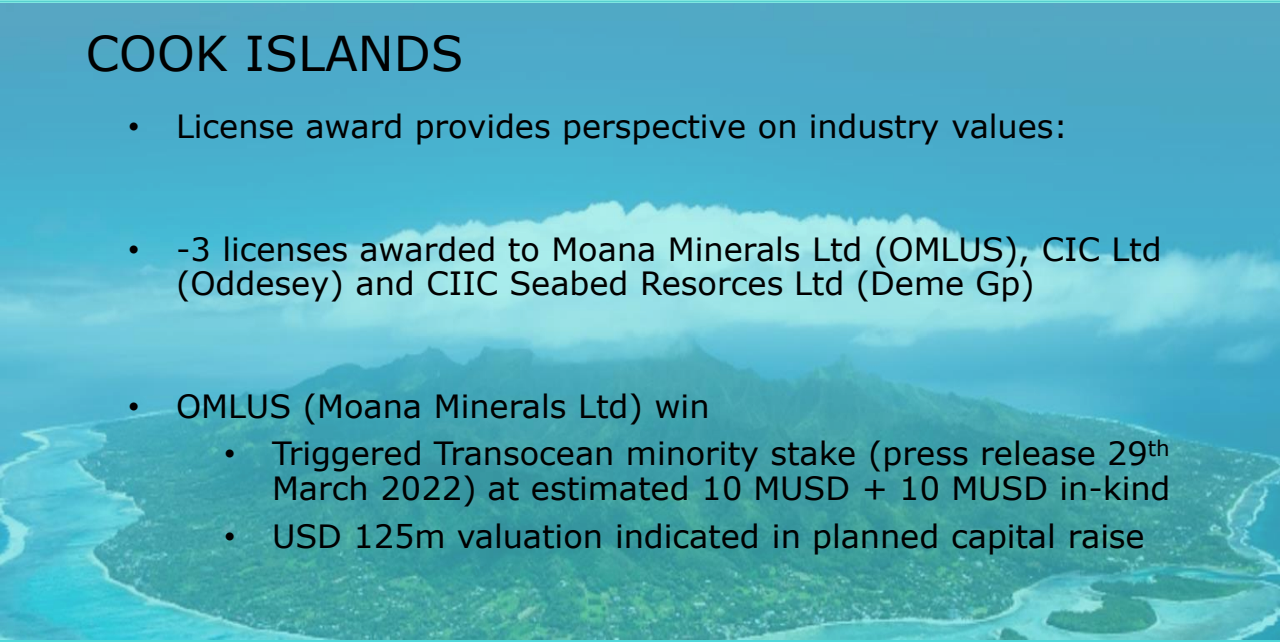 COOK ISLANDS
• License award provides perspective on industry values:
• -3 licenses awarded to Moana Minerals Ltd (OMLUS), CIC Ltd
(Oddesey) and CIIC Seabed Resorces Ltd (Deme Gp)
• OMLUS (Moana Minerals Ltd) win
• Triggered Transocean minority stake (press release 29th
March 2022) at estimated 10 MUSD + 10 MUSD in-kind
• USD 125m valuation indicated in planned capital raise